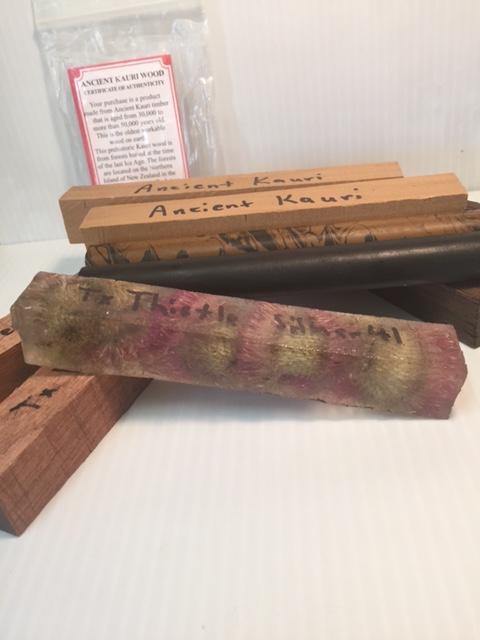 ANCIENT KAURI WOOD
CERTIFICATE OF AUTHENTICITY
Your purchase is a product
made from Ancient Kauri timber
that is aged from 30,000 to
more than 50,000 years old.
This is the oldest workable
wood on earth.
This prehistoric Kauri wood is
from forests buried at the time
of the last Ice Age. The forests
are located on the Northern
Island of New Zealand in the
Ancient Kauri
Ancient Kauri
Tx Thistle
Tx